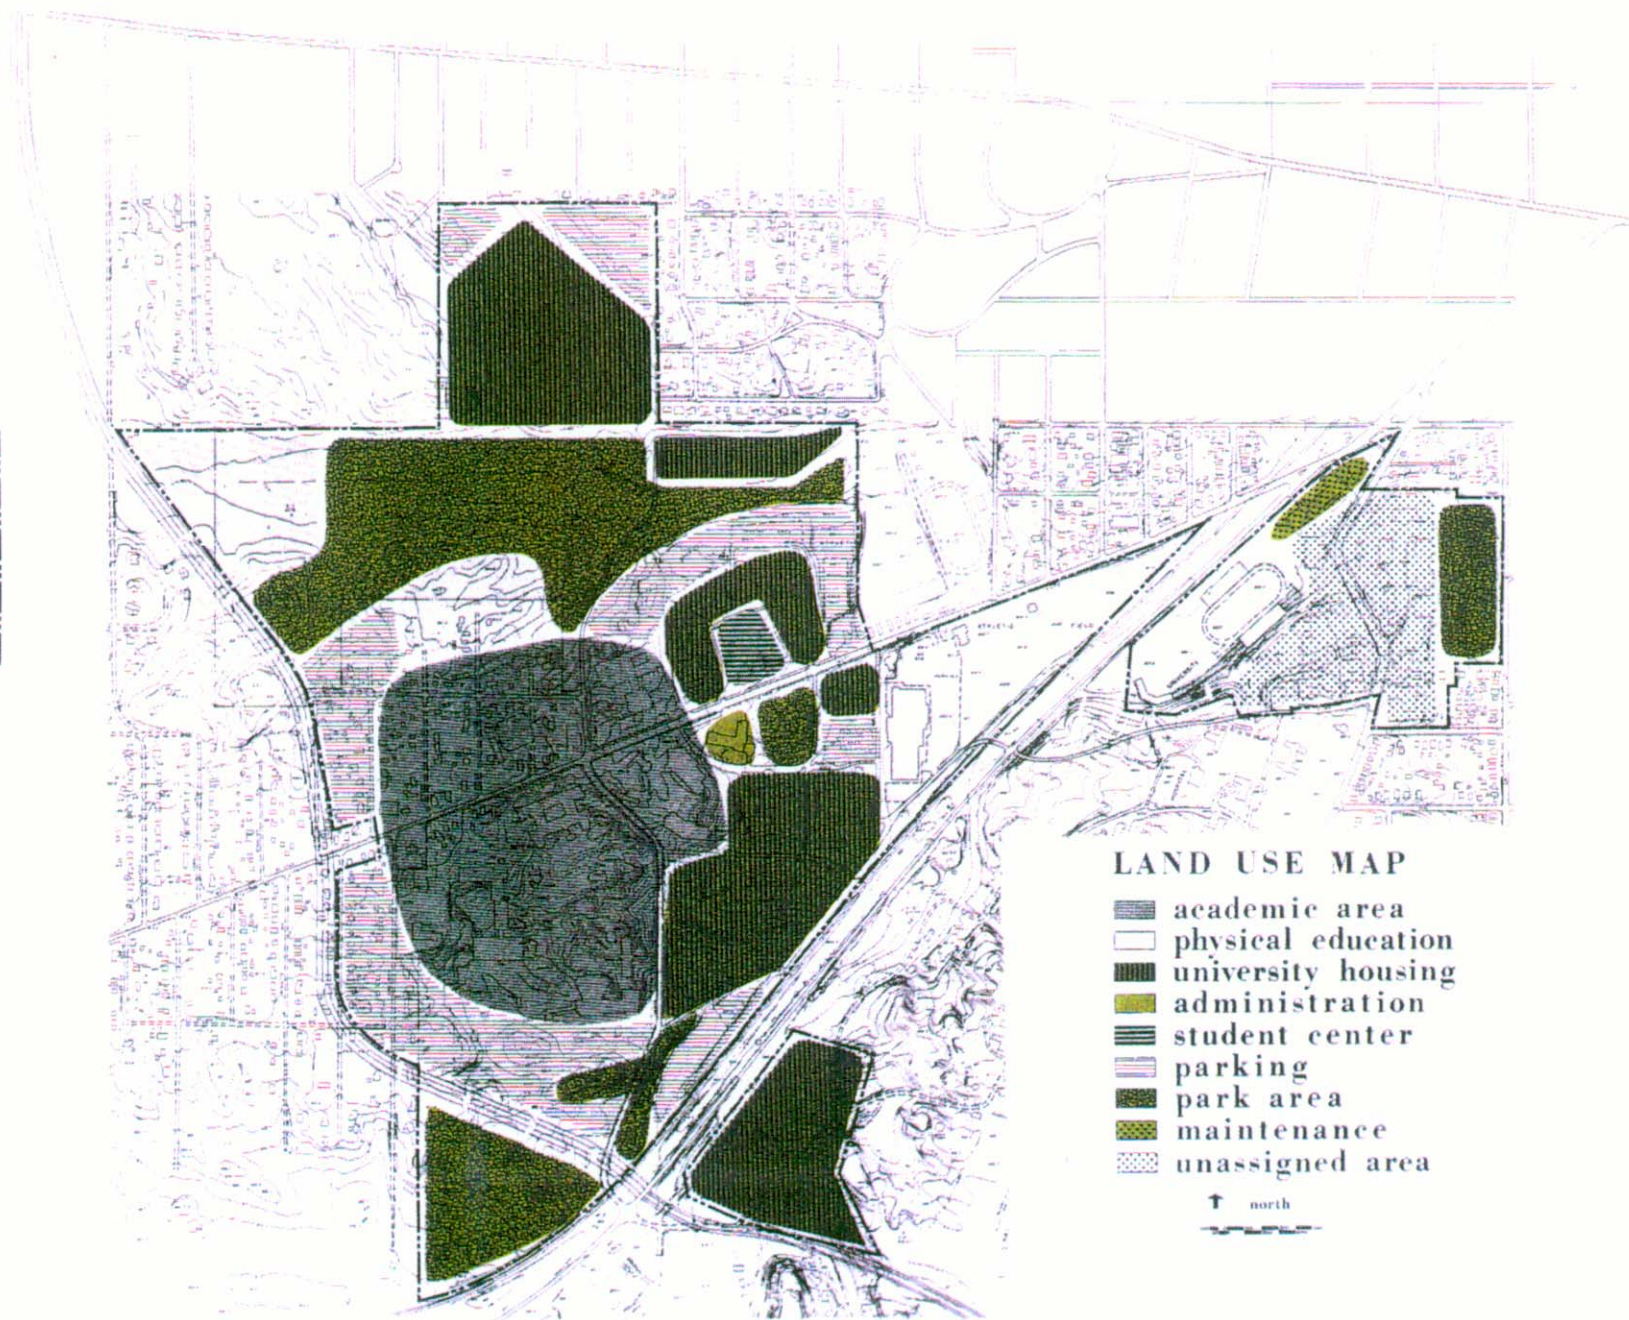 LAND USE MAP
academic area
physical education
university housing
administration
student center
parking
park area
maintenance
unassigned area
north